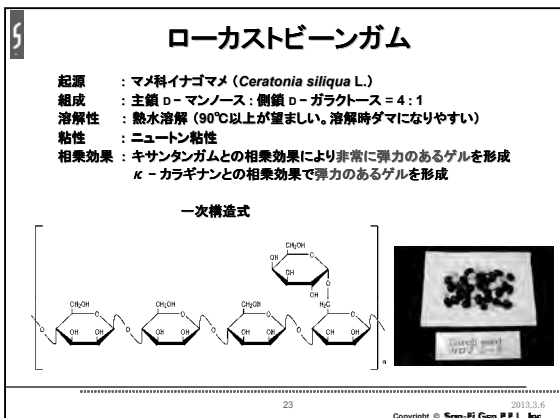 ローカストビーンガム
起源 : マメ科イナゴマメ (Ceratonia siliqua L.)
組成 : 主鎖 D-マンノース : 側鎖 D-ガラクトース = 4 : 1
溶解性 : 熱水溶解 (90℃以上が望ましい。溶解時ダマになりやすい)
粘性 : ニュートン粘性
相乗効果 : キサンタンガムとの相乗効果により非常に弾力のあるゲルを形成
κ - カラギナンとの相乗効果で弾力のあるゲルを形成
一次構造式
CH₂OH
OH
OH
OH
O
H₂C
CH₂OH CH₂OH CH₂OH
O O O O O
OH OH OH OH OH OH OH OH
n
Carob seed
23
2013.3.6
Copyright © San-Ei Gen F.F.I., Inc.